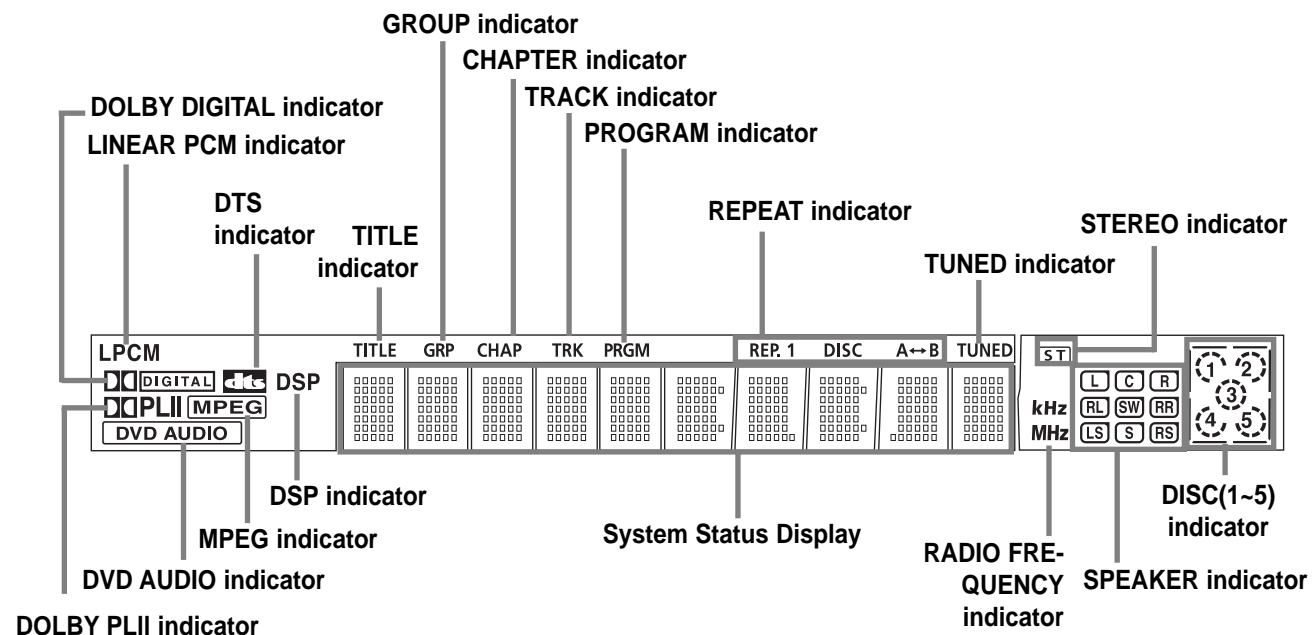 GROUP indicator
CHAPTER indicator
DOLBY DIGITAL indicator
TRACK indicator
LINEAR PCM indicator
PROGRAM indicator
DTS
indicator
TITLE
indicator
REPEAT indicator
STEREO indicator
TUNED indicator
LPCM
TITLE GRP CHAP TRK PRGM REP. 1 DISC A↔B TUNED
ST
DIGITAL dts DSP
PLII MPEG
DVD AUDIO
kHz
MHz
L C R
RL SW RR
LS S RS
1 2
3
4 5
DSP indicator
MPEG indicator
DVD AUDIO indicator
DOLBY PLII indicator
System Status Display
RADIO FRE-
QUENCY
indicator
SPEAKER indicator
DISC(1~5)
indicator